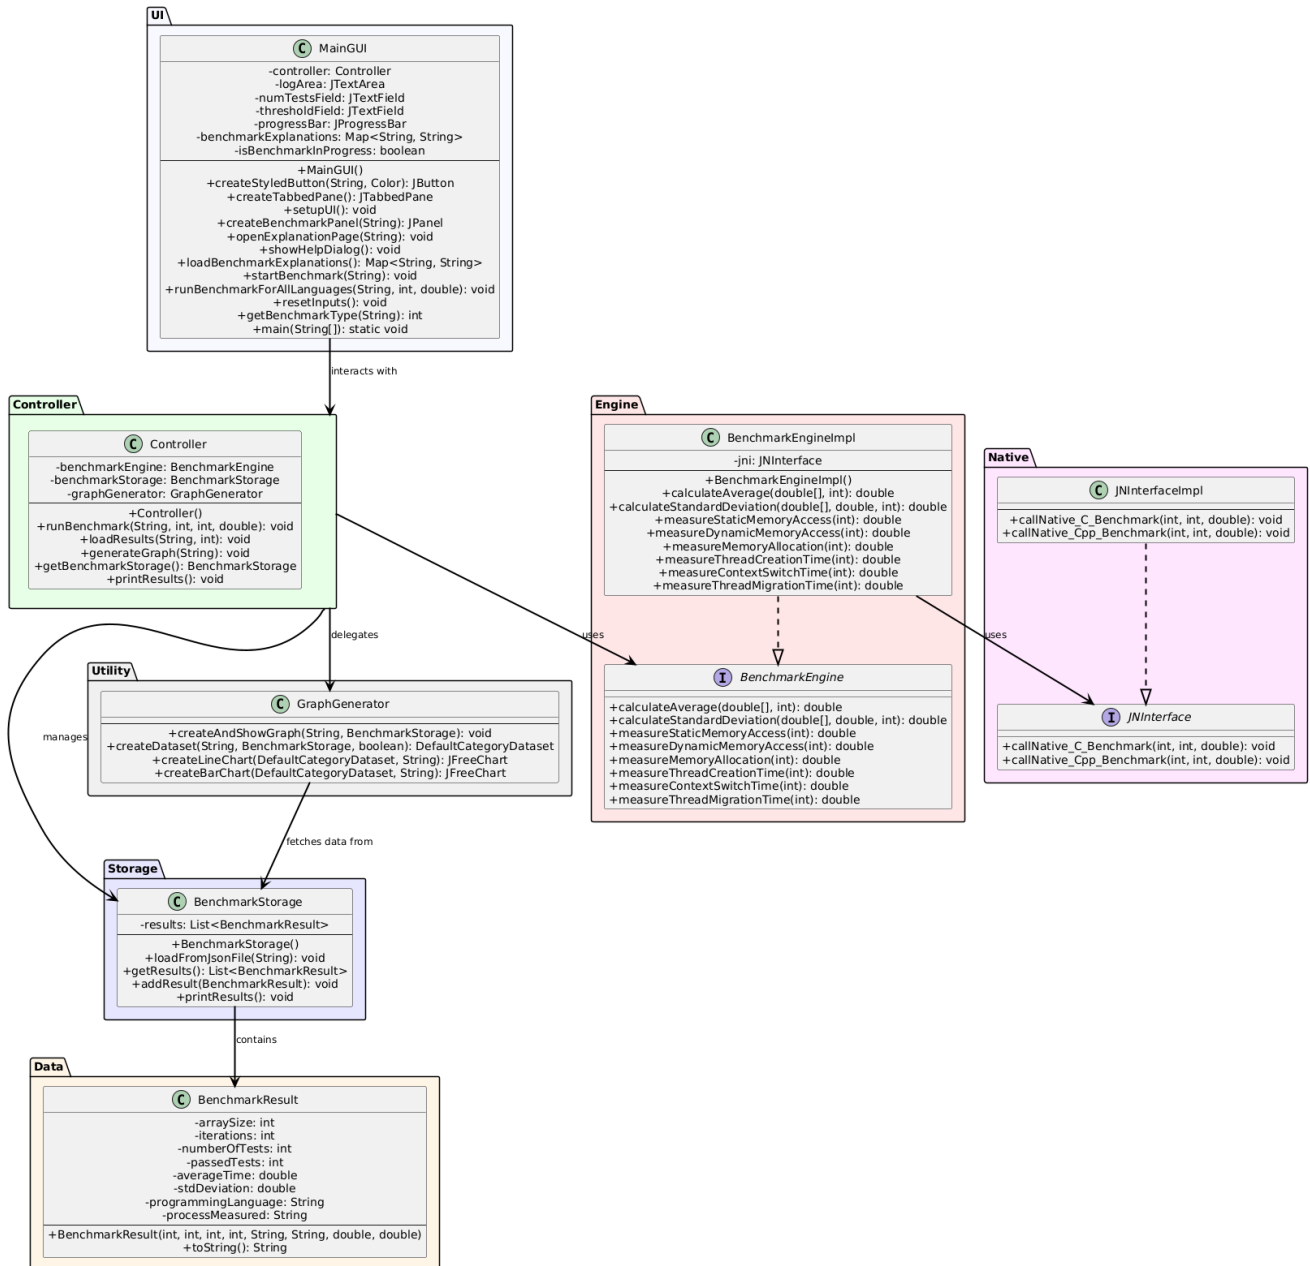 UI
C MainGUI
-controller: Controller
-logArea: JTextArea
-numTestsField: JTextField
-thresholdField: JTextField
-progressBar: JProgressBar
-benchmarkExplanations: Map<String, String>
-isBenchmarkInProgress: boolean
+MainGUI()
+createStyledButton(String, Color): JButton
+createTabbedPane(): JTabbedPane
+setupUI(): void
+createBenchmarkPanel(String): JPanel
+openExplanationPage(String): void
+showHelpDialog(): void
+loadBenchmarkExplanations(): Map<String, String>
+startBenchmark(String): void
+runBenchmarkForAllLanguages(String, int, double): void
+resetInputs(): void
+getBenchmarkType(String): int
+main(String[]): static void
interacts with
Controller
C Controller
-benchmarkEngine: BenchmarkEngine
-benchmarkStorage: BenchmarkStorage
-graphGenerator: GraphGenerator
+Controller()
+runBenchmark(String, int, int, double): void
+loadResults(String, int): void
+generateGraph(String): void
+getBenchmarkStorage(): BenchmarkStorage
+printResults(): void
Engine
C BenchmarkEngineImpl
-jni: JNInterface
+BenchmarkEngineImpl()
+calculateAverage(double[], int): double
+calculateStandardDeviation(double[], double, int): double
+measureStaticMemoryAccess(int): double
+measureDynamicMemoryAccess(int): double
+measureMemoryAllocation(int): double
+measureThreadCreationTime(int): double
+measureContextSwitchTime(int): double
+measureThreadMigrationTime(int): double
Native
C JNInterfaceImpl
+callNative_C_Benchmark(int, int, double): void
+callNative_Cpp_Benchmark(int, int, double): void
delegates
uses
uses
manages
Utility
C GraphGenerator
+createAndShowGraph(String, BenchmarkStorage): void
+createDataset(String, BenchmarkStorage, boolean): DefaultCategoryDataset
+createLineChart(DefaultCategoryDataset, String): JFreeChart
+createBarChart(DefaultCategoryDataset, String): JFreeChart
I BenchmarkEngine
+calculateAverage(double[], int): double
+calculateStandardDeviation(double[], double, int): double
+measureStaticMemoryAccess(int): double
+measureDynamicMemoryAccess(int): double
+measureMemoryAllocation(int): double
+measureThreadCreationTime(int): double
+measureContextSwitchTime(int): double
+measureThreadMigrationTime(int): double
I JNInterface
+callNative_C_Benchmark(int, int, double): void
+callNative_Cpp_Benchmark(int, int, double): void
fetches data from
Storage
C BenchmarkStorage
-results: List<BenchmarkResult>
+BenchmarkStorage()
+loadFromJsonFile(String): void
+getResults(): List<BenchmarkResult>
+addResult(BenchmarkResult): void
+printResults(): void
contains
Data
C BenchmarkResult
-arraySize: int
-iterations: int
-numberOfTests: int
-passedTests: int
-averageTime: double
-stdDeviation: double
-programmingLanguage: String
-processMeasured: String
+BenchmarkResult(int, int, int, int, String, String, double, double)
+toString(): String